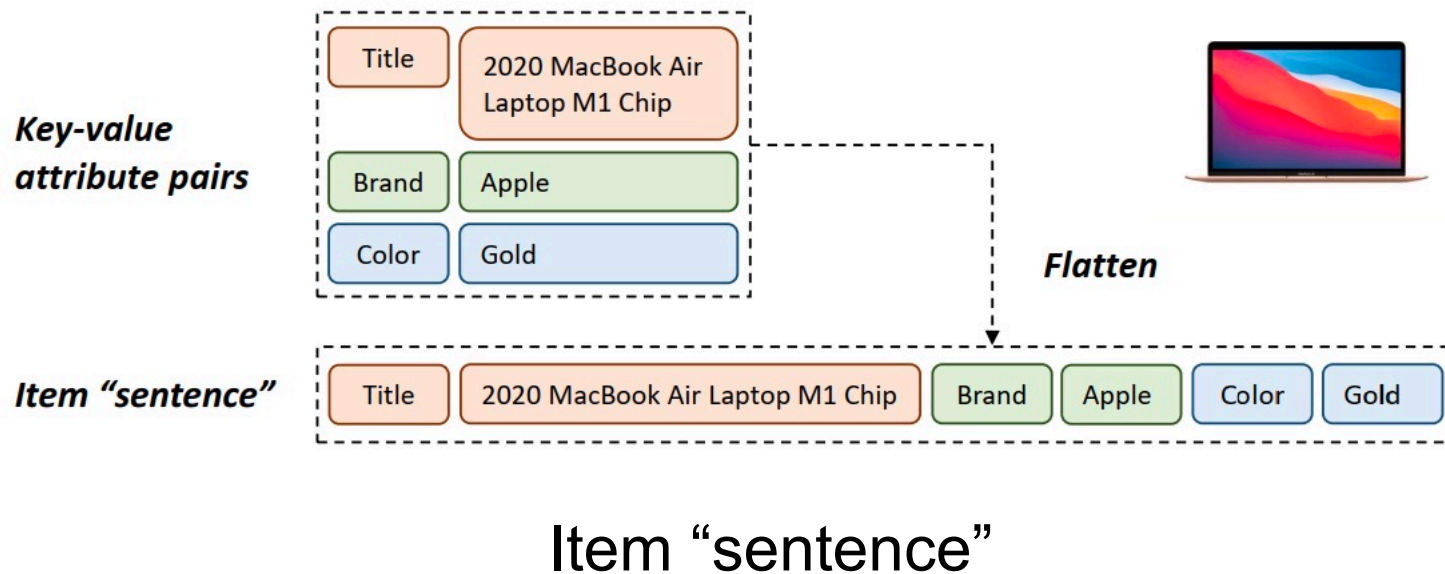 Title
2020 MacBook Air
Laptop M1 Chip
Key-value
attribute pairs
Brand Apple
Color Gold
Flatten
Item “sentence”
Title 2020 MacBook Air Laptop M1 Chip Brand Apple Color Gold
Item “sentence”